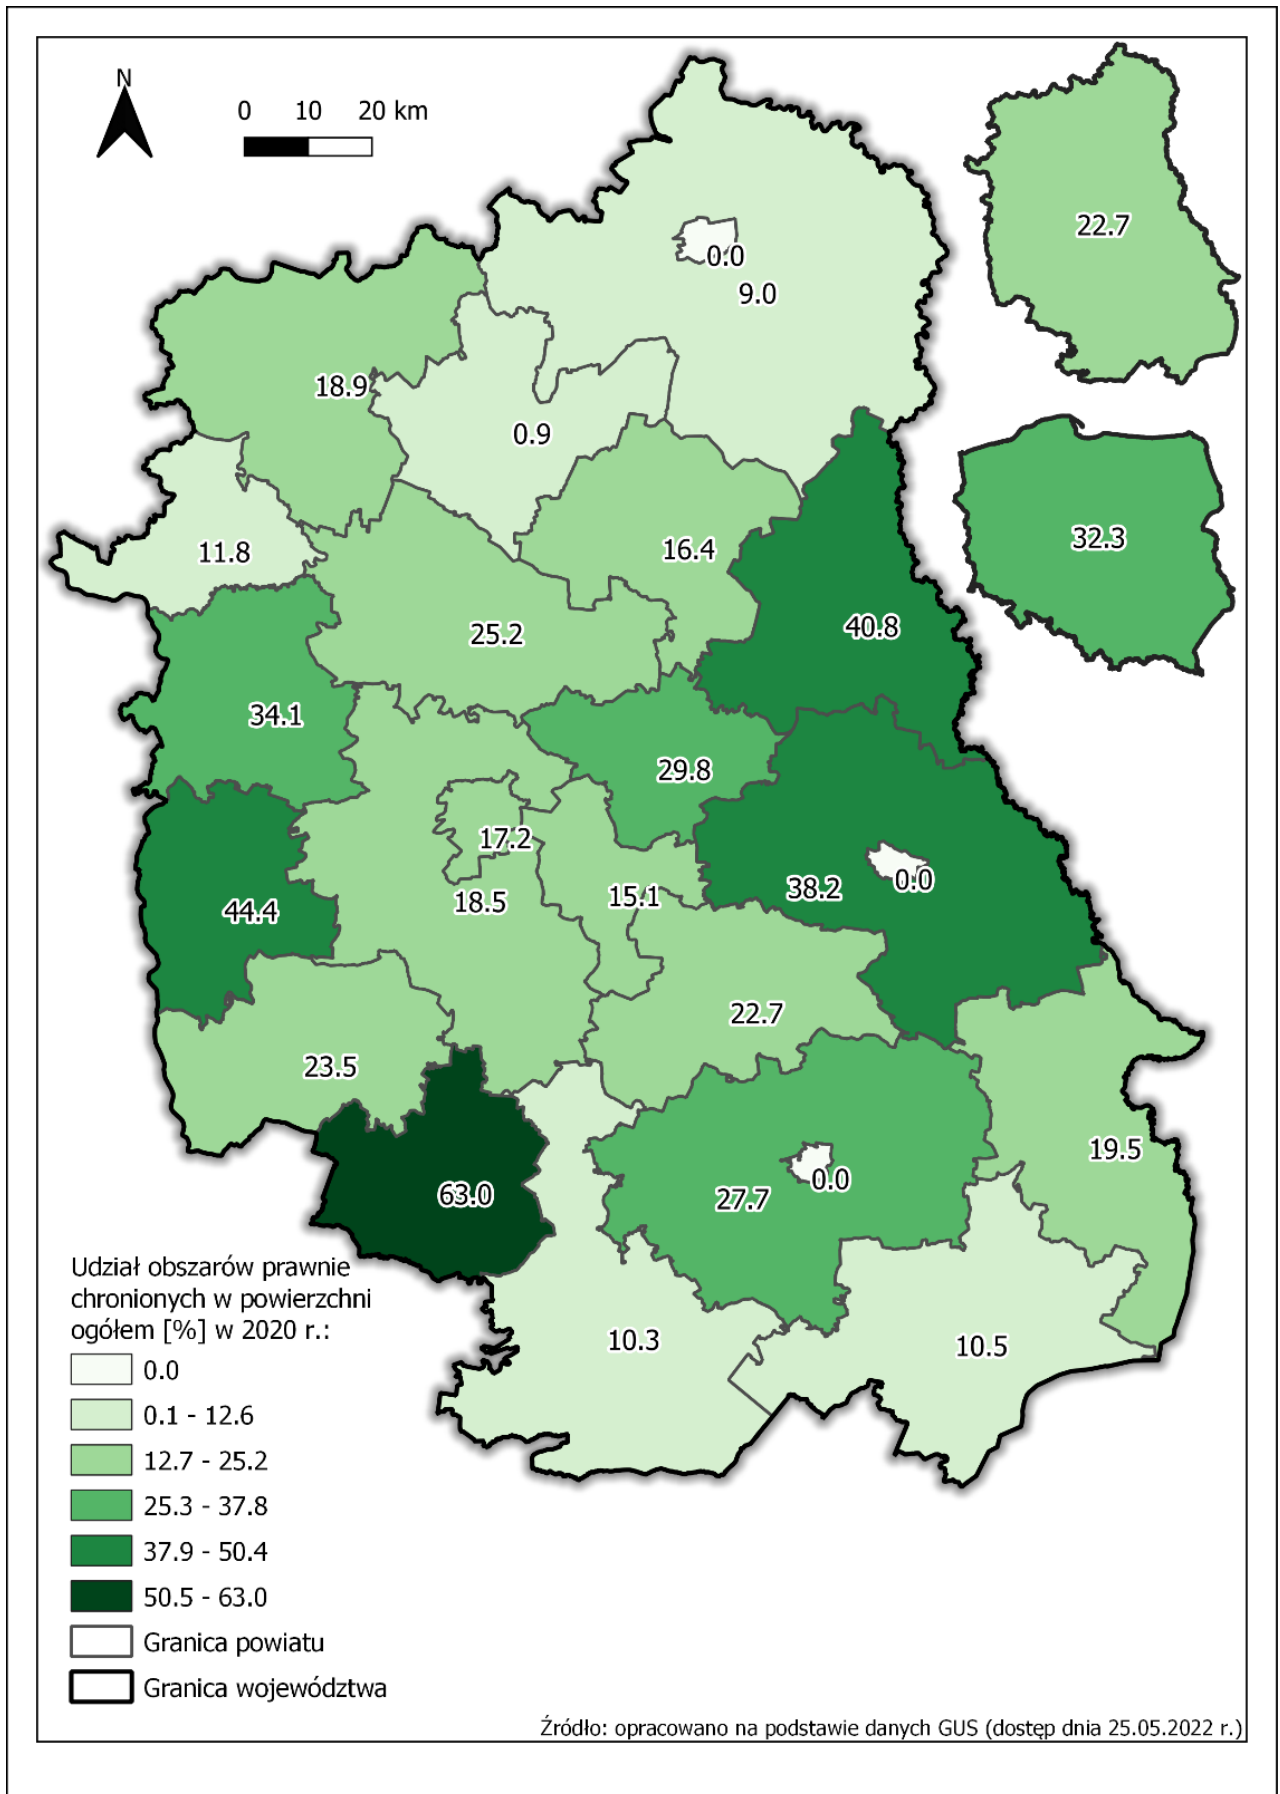 N
0 10 20 km
22.7
0.0
9.0
18.9
0.9
32.3
11.8
16.4
25.2
40.8
34.1
29.8
17.2
38.2
0.0
44.4
18.5
15.1
22.7
23.5
19.5
63.0
27.7
0.0
10.3
10.5
Udział obszarów prawnie
chronionych w powierzchni
ogółem [%] w 2020 r.:
0.0
0.1 - 12.6
12.7 - 25.2
25.3 - 37.8
37.9 - 50.4
50.5 - 63.0
Granica powiatu
Granica województwa
Źródło: opracowano na podstawie danych GUS (dostęp dnia 25.05.2022 r.)